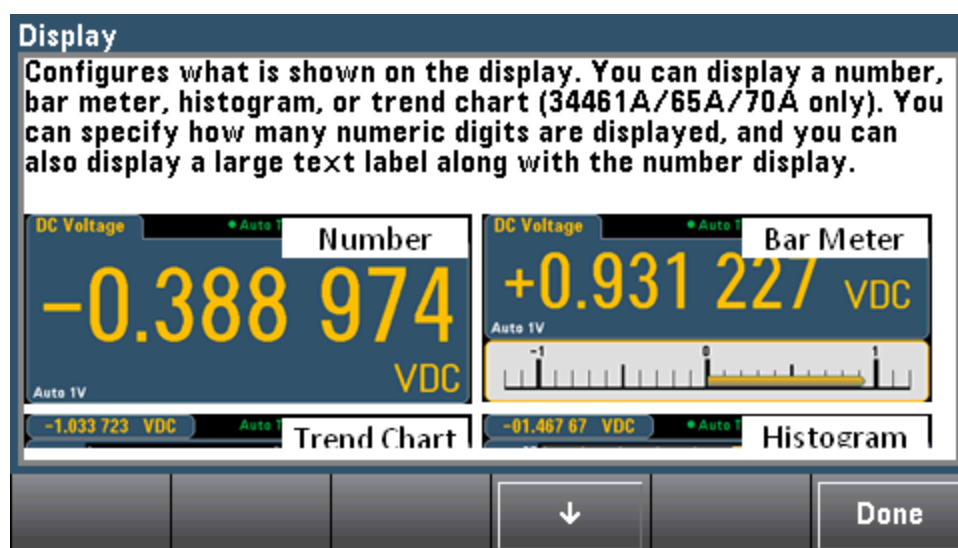 Display
Configures what is shown on the display. You can display a number,
bar meter, histogram, or trend chart (34461A/65A/70A only). You
can specify how many numeric digits are displayed, and you can
also display a large text label along with the number display.
DC Voltage Auto Number
-0.388 974
VDC
Auto 1V
DC Voltage Auto Bar Meter
+0.931 227 VDC
Auto 1V
-1 0 1
-1.033 723 VDC Auto Trend Chart
-01.467 67 VDC Auto Histogram
↓ Done